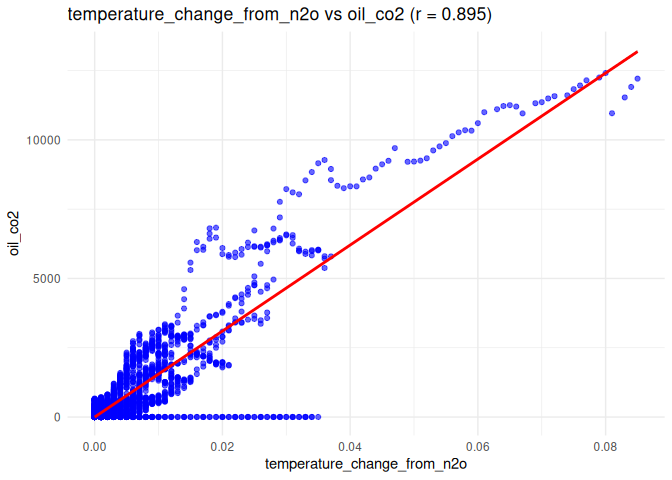 temperature_change_from_n2o vs oil_co2 (r = 0.895)
oil_co2
10000
5000
0
0.00 0.02 0.04 0.06 0.08
temperature_change_from_n2o